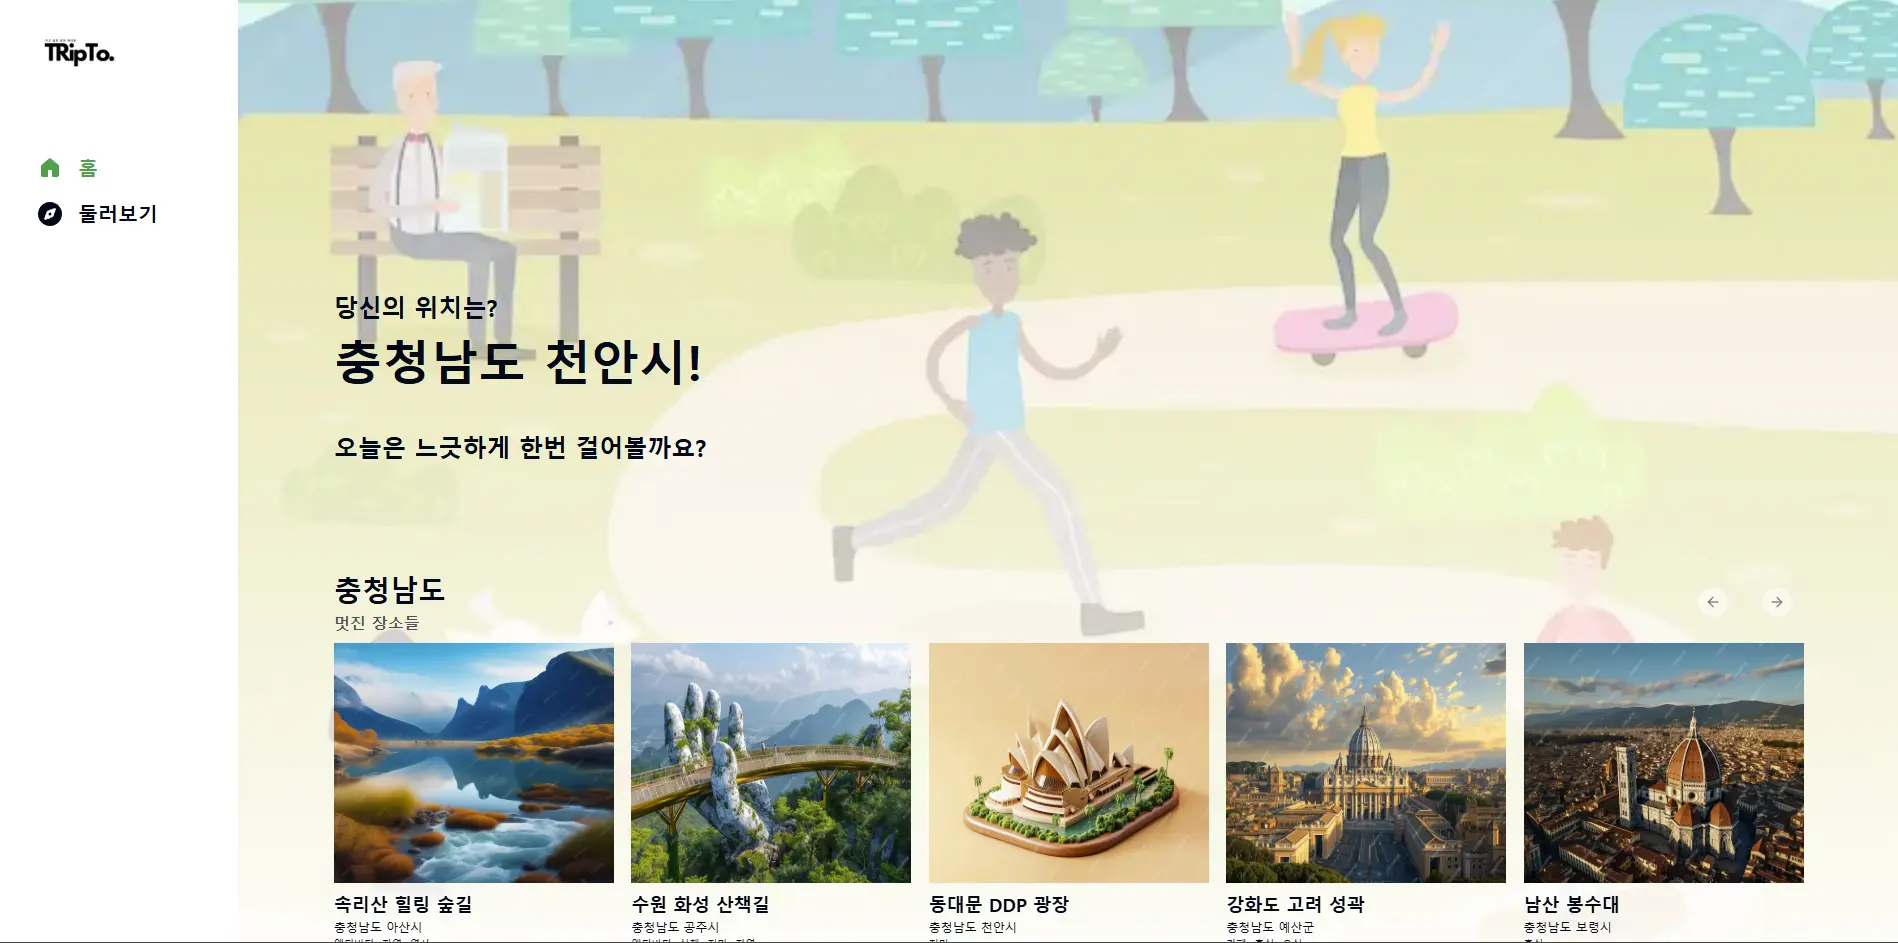 TRipTo.
홈
둘러보기
당신의 위치는?
충청남도 천안시!
오늘은 느긋하게 한번 걸어볼까요?
충청남도
멋진 장소들
속리산 힐링 숲길
충청남도 아산시
수원 화성 산책길
충청남도 공주시
동대문 DDP 광장
충청남도 천안시
강화도 고려 성곽
충청남도 예산군
남산 봉수대
충청남도 보령시